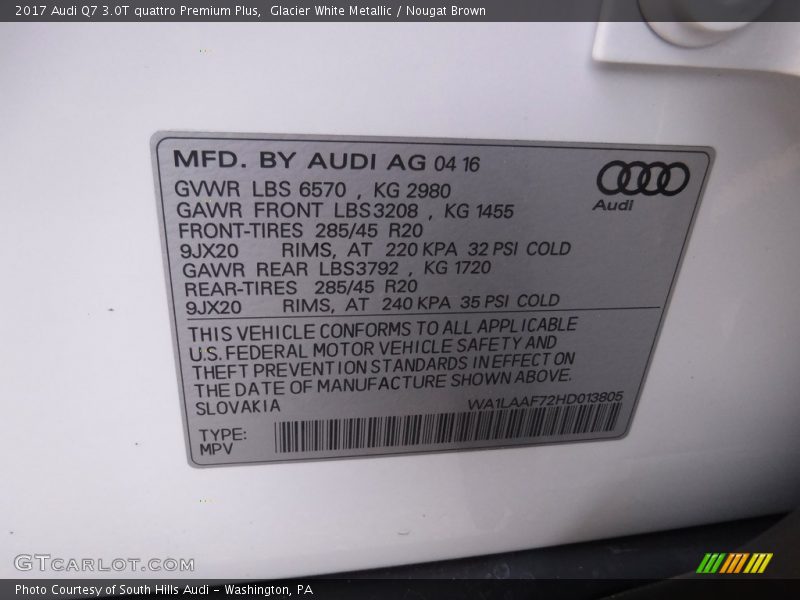 2017 Audi Q7 3.0T quattro Premium Plus,  Glacier White Metallic / Nougat Brown
MFD. BY AUDI AG 04 16
GVWR LBS 6570 , KG 2980
GAWR FRONT LBS3208 , KG 1455
FRONT-TIRES 285/45 R20
9JX20 RIMS, AT 220 KPA 32 PSI COLD
GAWR REAR LBS3792 , KG 1720
REAR-TIRES 285/45 R20
9JX20 RIMS, AT 240 KPA 35 PSI COLD
Audi
THIS VEHICLE CONFORMS TO ALL APPLICABLE
U.S. FEDERAL MOTOR VEHICLE SAFETY AND
THEFT PREVENTION STANDARDS IN EFFECT ON
THE DATE OF MANUFACTURE SHOWN ABOVE.
SLOVAKIA WA1LAAF72HD013805
TYPE:
MPV
GTCARLOT.COM
Photo Courtesy of South Hills Audi - Washington, PA